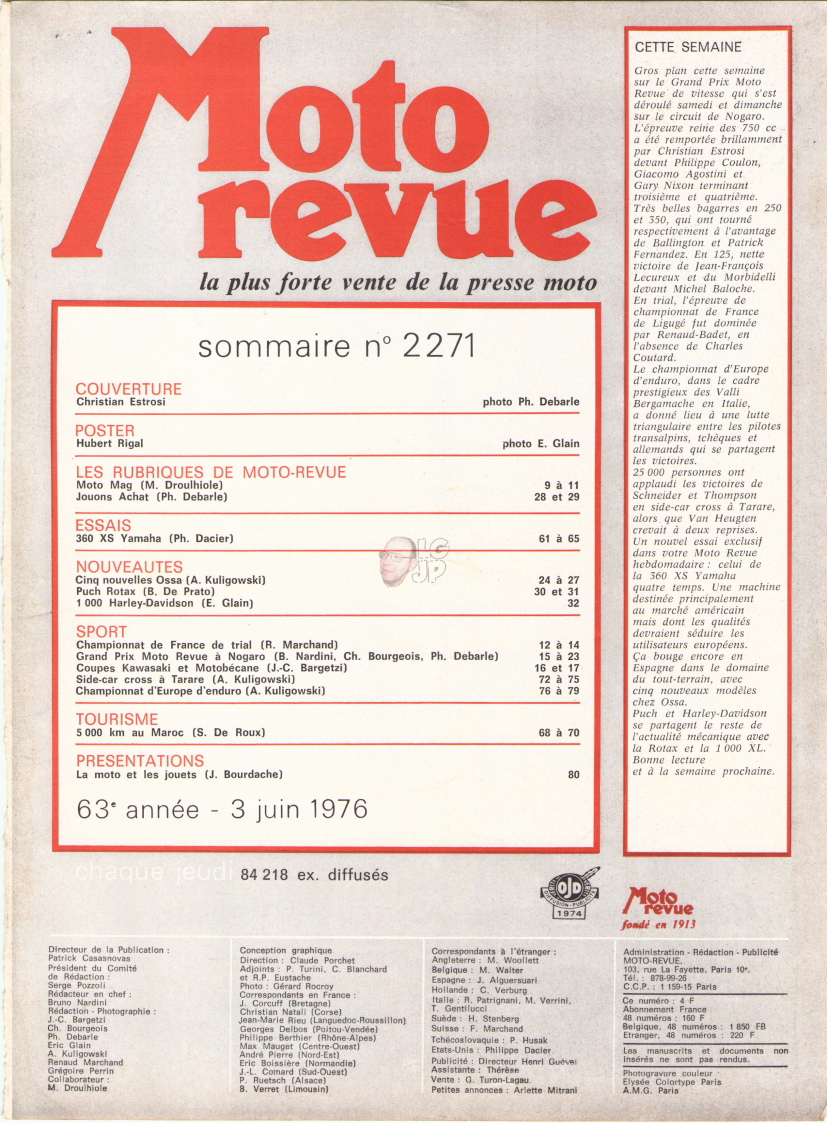 Moto
revue
la plus forte vente de la presse moto
sommaire n° 2271
COUVERTURE
Christian Estrosi photo Ph. Debarle
POSTER
Hubert Rigal photo E. Glain
LES RUBRIQUES DE MOTO-REVUE
Moto Mag (M. Droulhiole) 9 à 11
Jouons Achat (Ph. Debarle) 28 et 29
ESSAIS
360 XS Yamaha (Ph. Dacier) 61 à 65
NOUVEAUTES
Cinq nouvelles Ossa (A. Kuligowski) 24 à 27
Puch Rotax (B. De Prato) 30 et 31
1 000 Harley-Davidson (E. Glain) 32
SPORT
Championnat de France de trial (R. Marchand) 12 à 14
Grand Prix Moto Revue à Nogaro (B. Nardini, Ch. Bourgeois, Ph. Debarle) 15 à 23
Coupes Kawasaki et Motobécane (J.-C. Bargetzi) 16 et 17
Side-car cross à Tarare (A. Kuligowski) 72 à 75
Championnat d'Europe d'enduro (A. Kuligowski) 76 à 79
TOURISME
5 000 km au Maroc (S. De Roux) 68 à 70
PRESENTATIONS
La moto et les jouets (J. Bourdache) 80
63e année - 3 juin 1976
LG
JP
CETTE SEMAINE
Gros plan cette semaine
sur le Grand Prix Moto
Revue de vitesse qui s'est
déroulé samedi et dimanche
sur le circuit de Nogaro.
L'épreuve reine des 750 cc
a été remportée brillamment
par Christian Estrosi
devant Philippe Coulon,
Giacomo Agostini et
Gary Nixon terminant
troisième et quatrième.
Très belles bagarres en 250
et 350, qui ont tourné
respectivement à l'avantage
de Ballington et Patrick
Fernandez. En 125, nette
victoire de Jean-François
Lecureux et du Morbidelli
devant Michel Baloche.
En trial, l'épreuve de
championnat de France
de Ligugé fut dominée
par Renaud-Badet, en
l'absence de Charles
Coutard.
Le championnat d'Europe
d'enduro, dans le cadre
prestigieux des Valli
Bergamache en Italie,
a donné lieu à une lutte
triangulaire entre les pilotes
transalpins, tchèques et
allemands qui se partagent
les victoires.
25 000 personnes ont
applaudi les victoires de
Schneider et Thompson
en side-car cross à Tarare,
alors que Van Heugten
crevait à deux reprises.
Un nouvel essai exclusif
dans votre Moto Revue
hebdomadaire : celui de
la 360 XS Yamaha
quatre temps. Une machine
destinée principalement
au marché américain
mais dont les qualités
devraient séduire les
utilisateurs européens.
Ça bouge encore en
Espagne dans le domaine
du tout-terrain, avec
cinq nouveaux modèles
chez Ossa.
Puch et Harley-Davidson
se partagent le reste de
l'actualité mécanique avec
la Rotax et la 1 000 XL.
Bonne lecture
et à la semaine prochaine.
chaque jeudi 84 218 ex. diffusés
OJD
DIFFUSION-PUBLICITÉ
1974
Moto
revue
fondé en 1913
Directeur de la Publication :
Patrick Casasnovas
Président du Comité
de Rédaction :
Serge Pozzoli
Rédacteur en chef :
Bruno Nardini
Rédaction - Photographie :
J.-C. Bargetzi
Ch. Bourgeois
Ph. Debarle
Eric Glain
A. Kuligowski
Renaud Marchand
Grégoire Perrin
Collaborateur :
M. Droulhiole
Conception graphique
Direction : Claude Porchet
Adjoints : P. Turini, C. Blanchard
et R.P. Eustache
Photo : Gérard Rocroy
Correspondants en France :
J. Corcuff (Bretagne)
Christian Natali (Corse)
Jean-Marie Rieu (Languedoc-Roussillon)
Georges Delbos (Poitou-Vendée)
Philippe Berthier (Rhône-Alpes)
Max Mauget (Centre-Ouest)
André Pierre (Nord-Est)
Eric Boissière (Normandie)
J.-L. Comard (Sud-Ouest)
P. Ruetsch (Alsace)
B. Verret (Limousin)
Correspondants à l'étranger :
Angleterre : M. Woollett
Belgique : M. Walter
Espagne : J. Alguersuari
Hollande : C. Verburg
Italie : R. Patrignani, M. Verrini,
T. Gentilucci
Suède : H. Stenberg
Suisse : F. Marchand
Tchécoslovaquie : P. Husak
Etats-Unis : Philippe Dacier
Publicité : Directeur Henri Guével
Assistante : Thérèse
Vente : G. Turon-Lagau.
Petites annonces : Arlette Mitrani
Administration - Rédaction - Publicité
MOTO-REVUE,
103, rue La Fayette, Paris 10e.
Tél. : 878-99-26
C.C.P. : 1 159-15 Paris
Ce numéro : 4 F
Abonnement France
48 numéros : 160 F
Belgique, 48 numéros : 1 850 FB
Etranger, 48 numéros : 220 F
Les manuscrits et documents non
insérés ne sont pas rendus.
Photogravure couleur
Elysée Colortype Paris
A.M.G. Paris